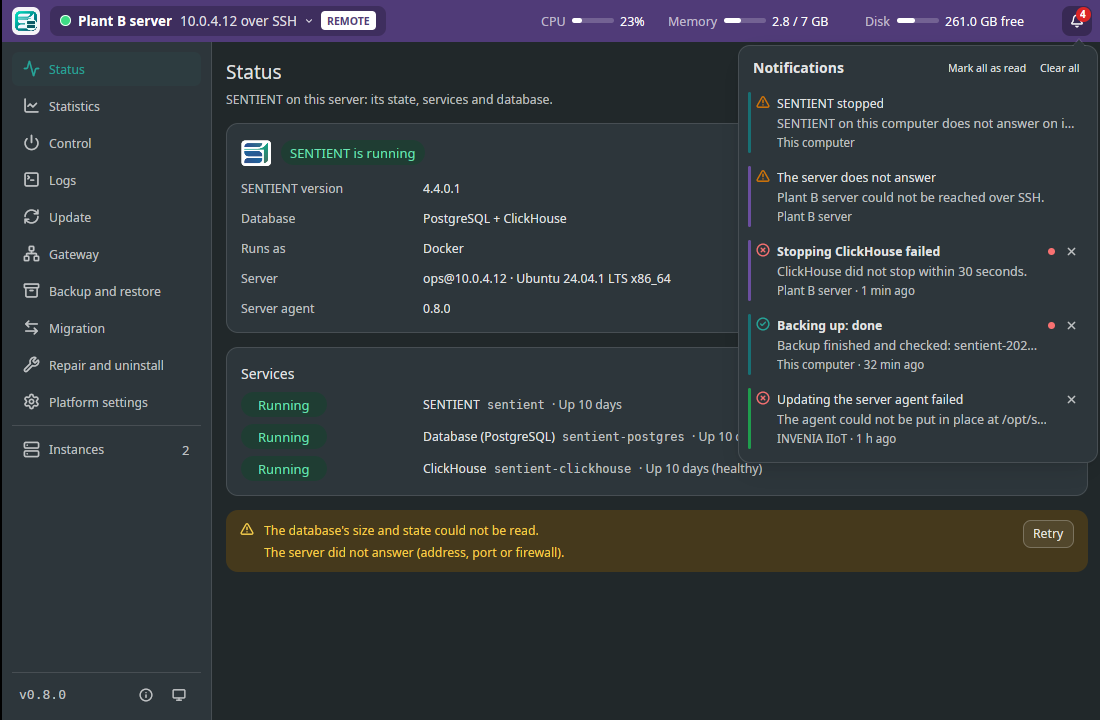 Plant B server 10.0.4.12 over SSH REMOTE
CPU 23% Memory 2.8 / 7 GB Disk 261.0 GB free
4
Status
Statistics
Control
Logs
Update
Gateway
Backup and restore
Migration
Repair and uninstall
Platform settings
Instances 2
v0.8.0
Status
SENTIENT on this server: its state, services and database.
SENTIENT is running
SENTIENT version 4.4.0.1
Database PostgreSQL + ClickHouse
Runs as Docker
Server ops@10.0.4.12 · Ubuntu 24.04.1 LTS x86_64
Server agent 0.8.0
Services
Running SENTIENT sentient · Up 10 days
Running Database (PostgreSQL) sentient-postgres · Up 10
Running ClickHouse sentient-clickhouse · Up 10 days (healthy)
The database's size and state could not be read.
The server did not answer (address, port or firewall).
Retry
Notifications Mark all as read Clear all
SENTIENT stopped
SENTIENT on this computer does not answer on i...
This computer
The server does not answer
Plant B server could not be reached over SSH.
Plant B server
Stopping ClickHouse failed
ClickHouse did not stop within 30 seconds.
Plant B server · 1 min ago
Backing up: done
Backup finished and checked: sentient-202...
This computer · 32 min ago
Updating the server agent failed
The agent could not be put in place at /opt/s...
INVENIA IIoT · 1 h ago